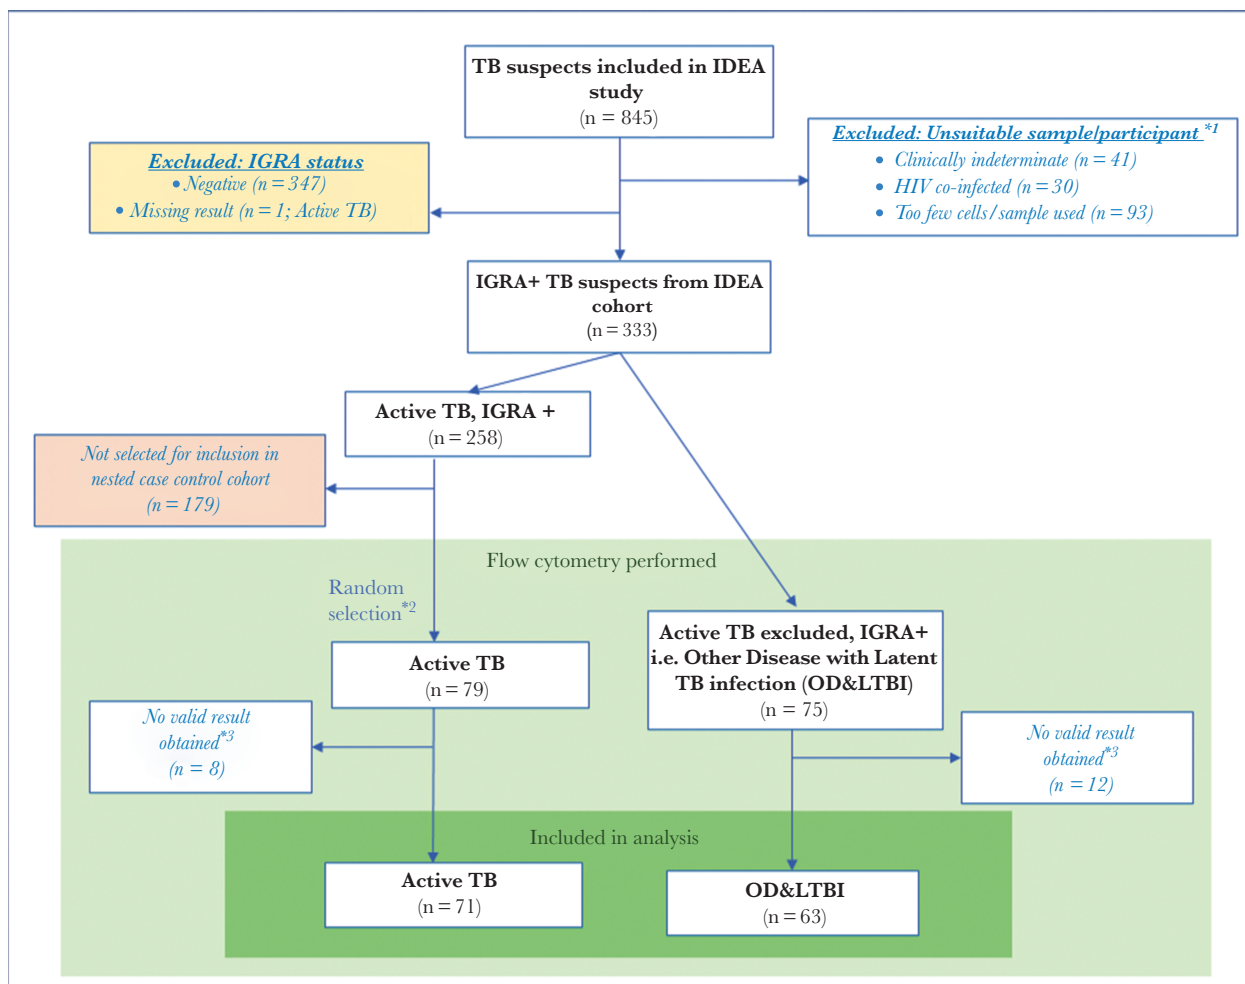 TB suspects included in IDEA
study
(n = 845)
Excluded: IGRA status
• Negative (n = 347)
• Missing result (n = 1; Active TB)
Excluded: Unsuitable sample/participant *1
• Clinically indeterminate (n = 41)
• HIV co-infected (n = 30)
• Too few cells/sample used (n = 93)
IGRA+ TB suspects from IDEA
cohort
(n = 333)
Active TB, IGRA +
(n = 258)
Not selected for inclusion in
nested case control cohort
(n = 179)
Flow cytometry performed
Random
selection*2
Active TB
(n = 79)
Active TB excluded, IGRA+
i.e. Other Disease with Latent
TB infection (OD&LTBI)
(n = 75)
No valid result
obtained*3
(n = 8)
No valid result
obtained*3
(n = 12)
Included in analysis
Active TB
(n = 71)
OD&LTBI
(n = 63)